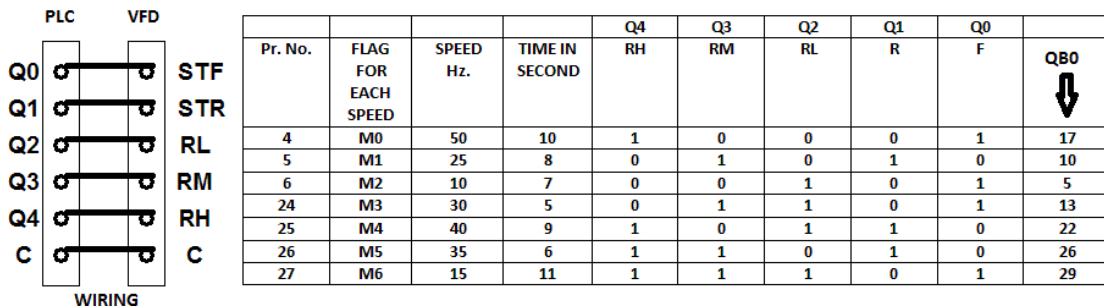 PLC VFD
Q0 STF
Q1 STR
Q2 RL
Q3 RM
Q4 RH
C C
WIRING
Q4 Q3 Q2 Q1 Q0
Pr. No. FLAG FOR EACH SPEED SPEED Hz. TIME IN SECOND RH RM RL R F QB0
4 M0 50 10 1 0 0 0 1 17
5 M1 25 8 0 1 0 1 0 10
6 M2 10 7 0 0 1 0 1 5
24 M3 30 5 0 1 1 0 1 13
25 M4 40 9 1 0 1 1 0 22
26 M5 35 6 1 1 0 1 0 26
27 M6 15 11 1 1 1 0 1 29